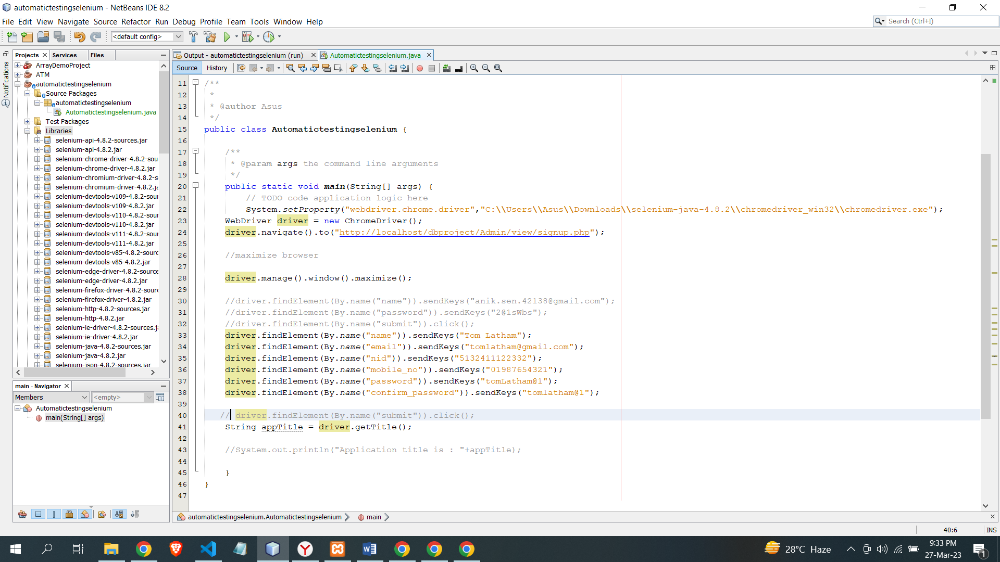 automatictestingselenium - NetBeans IDE 8.2
File Edit View Navigate Source Refactor Run Debug Profile Team Tools Window Help
Search (Ctrl+I)
<default config>
Notifications
Projects Services Files
ArrayDemoProject
ATM
automatictestingselenium
Source Packages
automatictestingselenium
Automatictestingselenium.java
Test Packages
Libraries
selenium-api-4.8.2-sources.jar
selenium-api-4.8.2.jar
selenium-chrome-driver-4.8.2-sou
selenium-chrome-driver-4.8.2.jar
selenium-chromium-driver-4.8.2-s
selenium-chromium-driver-4.8.2.ja
selenium-devtools-v109-4.8.2-sour
selenium-devtools-v109-4.8.2.jar
selenium-devtools-v110-4.8.2-sour
selenium-devtools-v110-4.8.2.jar
selenium-devtools-v111-4.8.2-sour
selenium-devtools-v111-4.8.2.jar
selenium-devtools-v85-4.8.2-sourc
selenium-devtools-v85-4.8.2.jar
selenium-edge-driver-4.8.2-source
selenium-edge-driver-4.8.2.jar
selenium-firefox-driver-4.8.2-sourc
selenium-firefox-driver-4.8.2.jar
selenium-http-4.8.2-sources.jar
selenium-http-4.8.2.jar
selenium-ie-driver-4.8.2-sources.ja
selenium-ie-driver-4.8.2.jar
selenium-java-4.8.2-sources.jar
selenium-java-4.8.2.jar
selenium-json-4.8.2-sources.jar
main - Navigator
Members <empty>
Automatictestingselenium
main(String[] args)
Output - automatictestingselenium (run) Automatictestingselenium.java
Source History
11 /**
12 *
13 * @author Asus
14 */
15 public class Automatictestingselenium {
16
17 /**
18 * @param args the command line arguments
19 */
20 public static void main(String[] args) {
21 // TODO code application logic here
22 System.setProperty("webdriver.chrome.driver","C:\\Users\\Asus\\Downloads\\selenium-java-4.8.2\\chromedriver_win32\\chromedriver.exe");
23 WebDriver driver = new ChromeDriver();
24 driver.navigate().to("http://localhost/dbproject/Admin/view/signup.php");
25
26 //maximize browser
27
28 driver.manage().window().maximize();
29
30 //driver.findElement(By.name("name")).sendKeys("anik.sen.42138@gmail.com");
31 //driver.findElement(By.name("password")).sendKeys("2@1sWbs");
32 //driver.findElement(By.name("submit")).click();
33 driver.findElement(By.name("name")).sendKeys("Tom Latham");
34 driver.findElement(By.name("email")).sendKeys("tomlatham@gmail.com");
35 driver.findElement(By.name("nid")).sendKeys("5132411122332");
36 driver.findElement(By.name("mobile_no")).sendKeys("01987654321");
37 driver.findElement(By.name("password")).sendKeys("tomLatham@1");
38 driver.findElement(By.name("confirm_password")).sendKeys("tomlatham@1");
39
40 // driver.findElement(By.name("submit")).click();
41 String appTitle = driver.getTitle();
42
43 //System.out.println("Application title is : "+appTitle);
44
45 }
46 }
47
automatictestingselenium.Automatictestingselenium main
40:6 INS
28°C Haze
9:33 PM
27-Mar-23
1